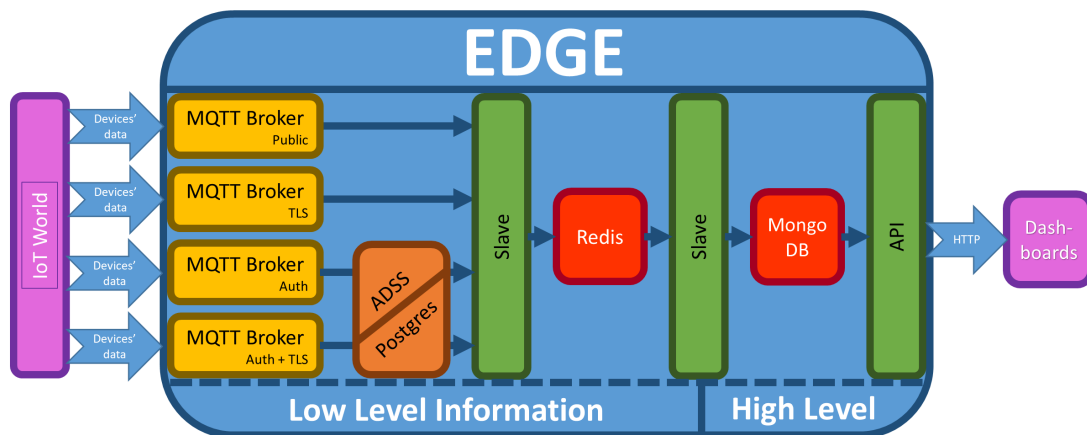 EDGE
IoT World
Devices'
data
MQTT Broker
Public
Devices'
data
MQTT Broker
TLS
Devices'
data
MQTT Broker
Auth
Devices'
data
MQTT Broker
Auth + TLS
ADSS
Postgres
Slave
Redis
Slave
Mongo
DB
API
HTTP
Dash-
boards
Low Level Information
High Level